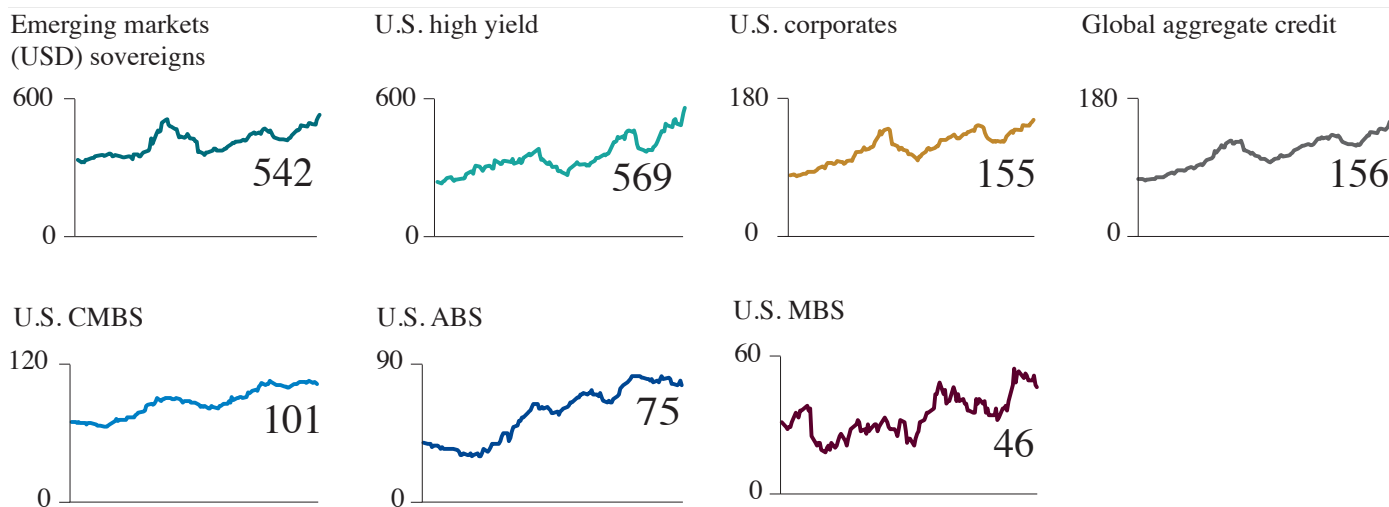 Emerging markets
(USD) sovereigns
600
542
0
U.S. high yield
600
569
0
U.S. corporates
180
155
0
Global aggregate credit
180
156
0
U.S. CMBS
120
101
0
U.S. ABS
90
75
0
U.S. MBS
60
46
0